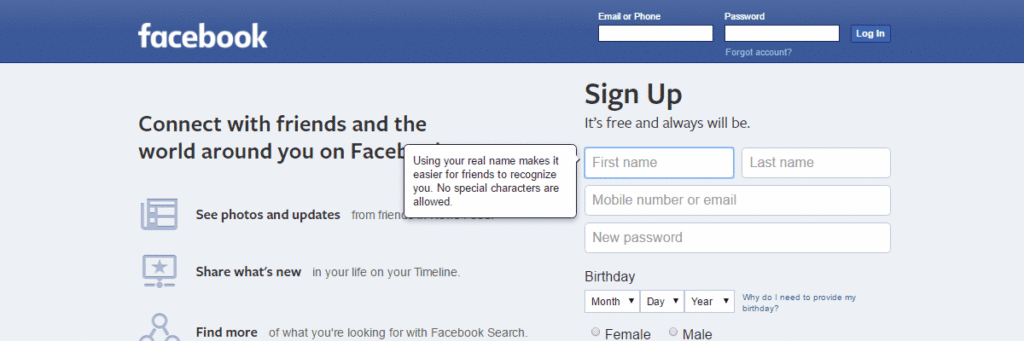 facebook
Email or Phone
Password
Log In
Forgot account?
Connect with friends and the
world around you on
Using your real name makes it
easier for friends to recognize
you. No special characters are
allowed.
See photos and updates from
Share what's new in your life on your Timeline.
Find more of what you're looking for with Facebook Search.
Sign Up
It's free and always will be.
First name
Last name
Mobile number or email
New password
Birthday
Month
Day
Year
Why do I need to provide my
birthday?
Female
Male